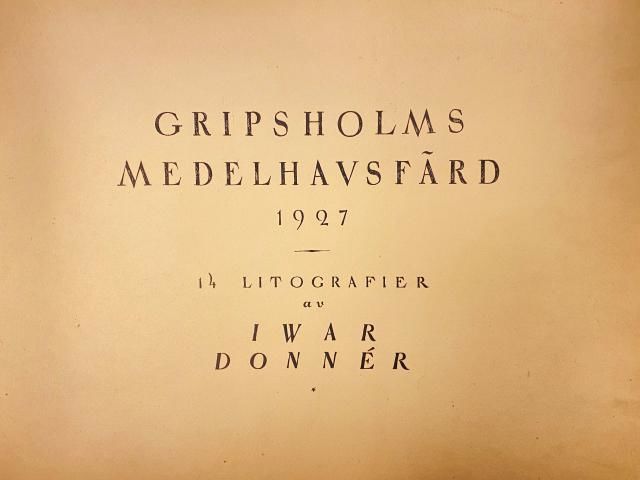 GRIPSHOLMS
MEDELHAVSFÄRD
1927
14 LITOGRAFIER
av
IWAR
DONNÉR